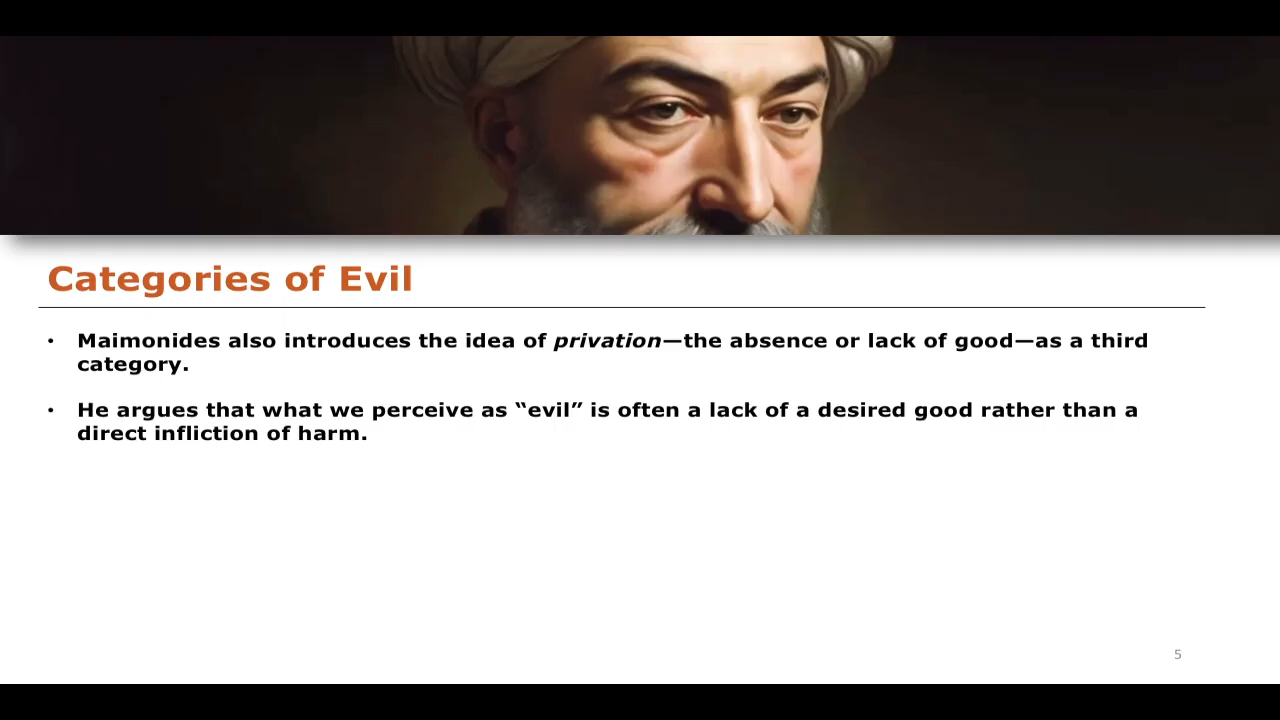 Categories of Evil
• Maimonides also introduces the idea of privation—the absence or lack of good—as a third
category.
• He argues that what we perceive as “evil” is often a lack of a desired good rather than a
direct infliction of harm.
5